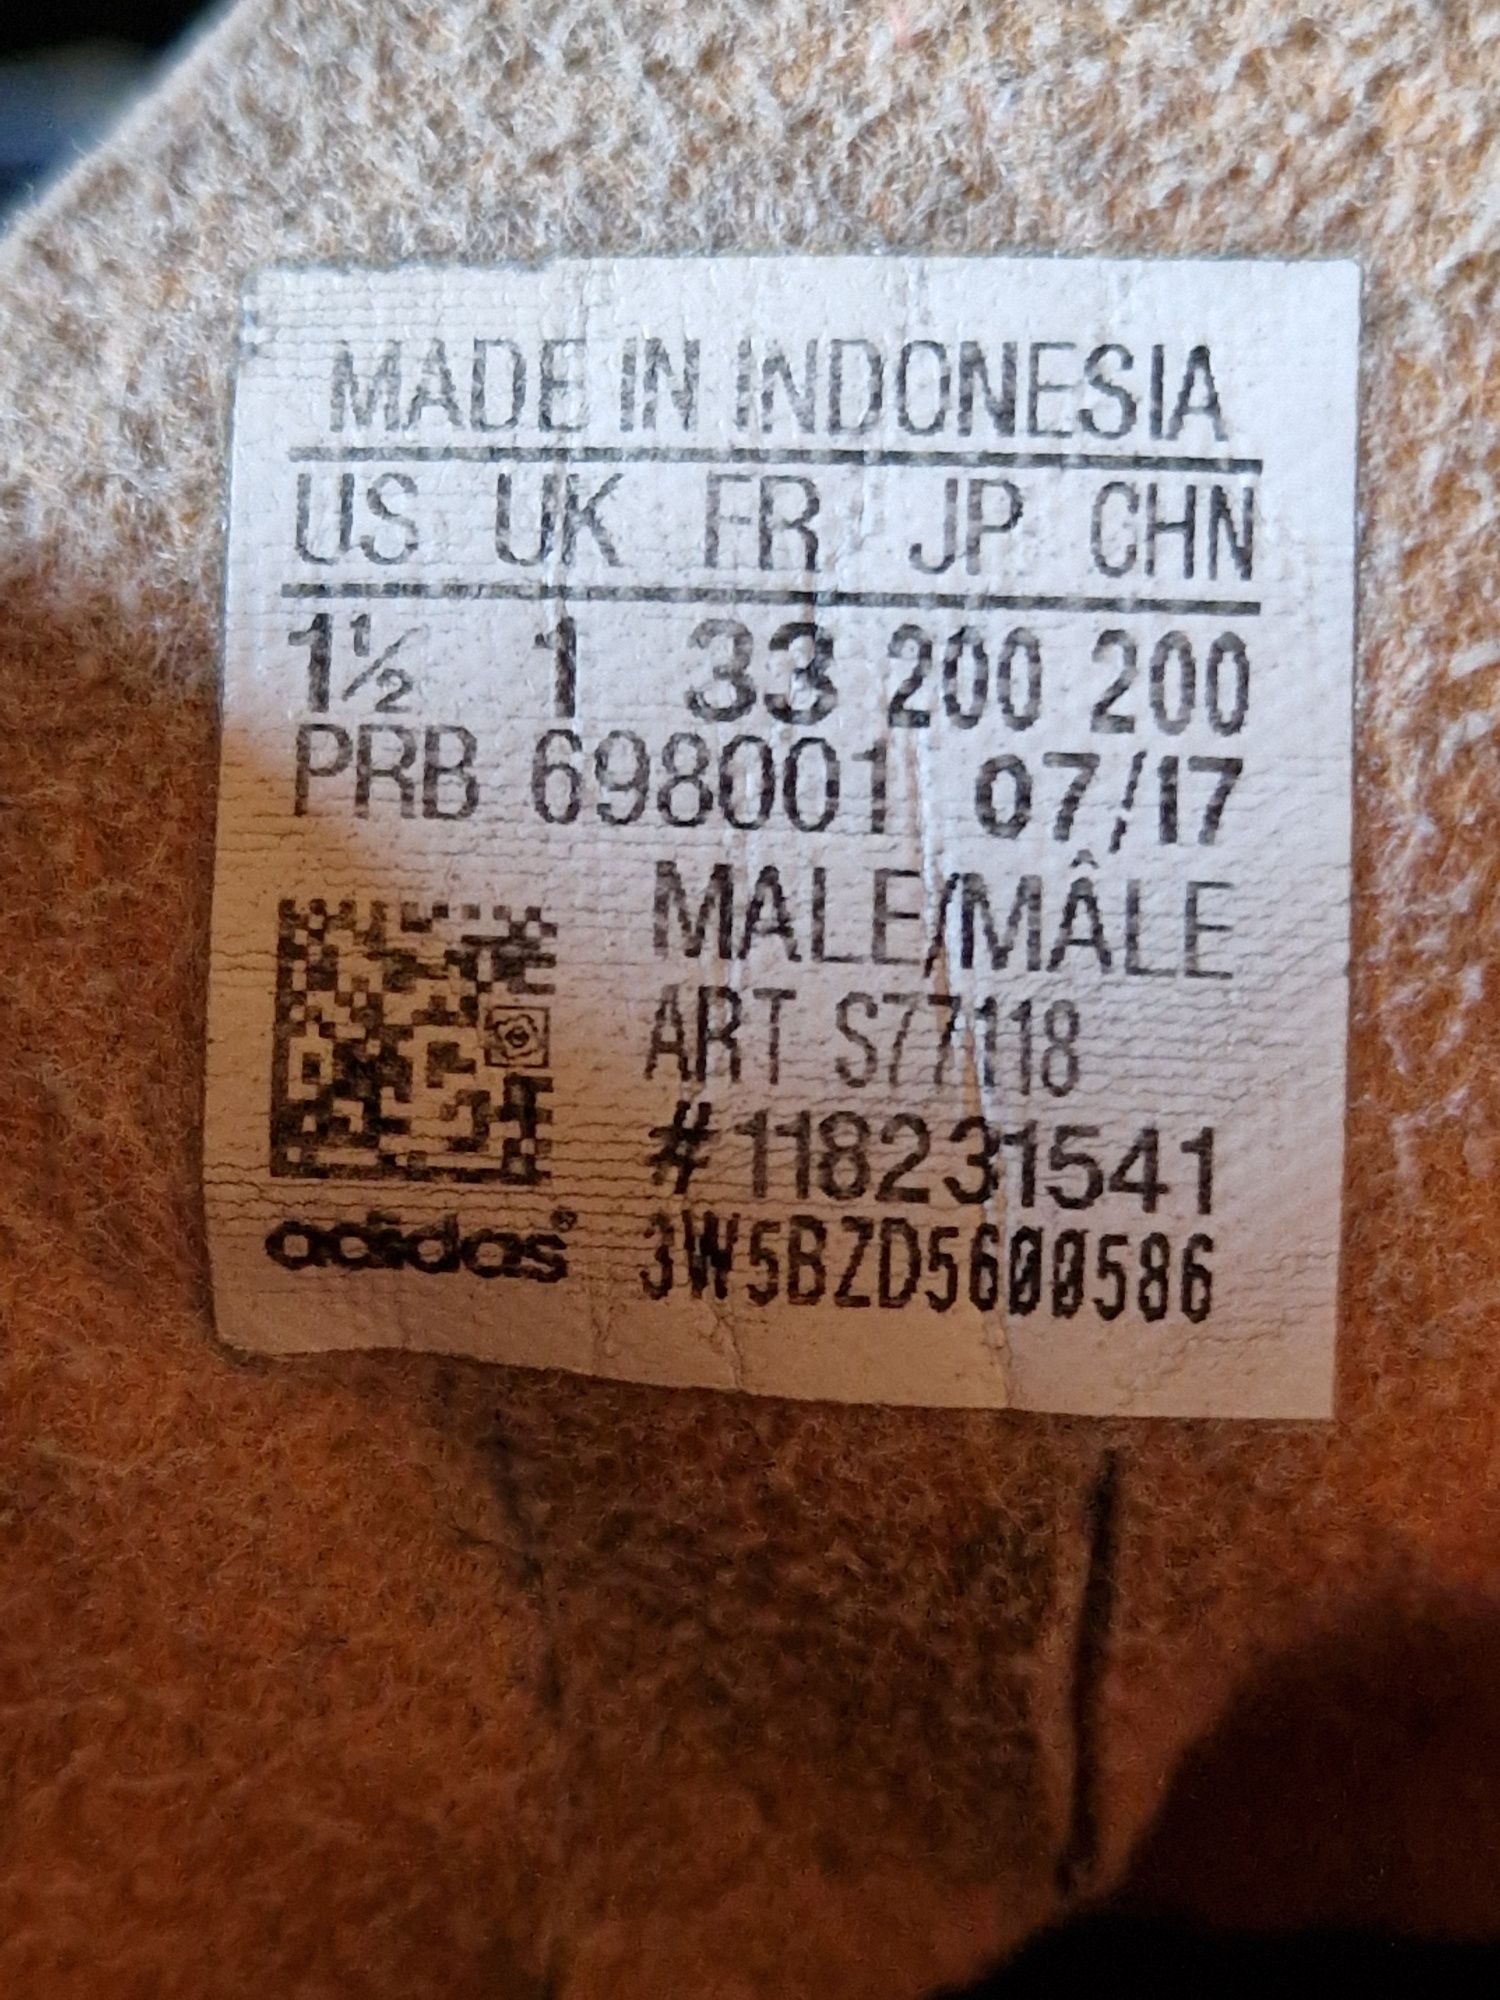 MADE IN INDONESIA
US UK FR JP CHN
1½ 1 33 200 200
PRB 698001 07/17
MALE/MÂLE
ART S77118
#118231541
adidas® 3W5BZD5600586